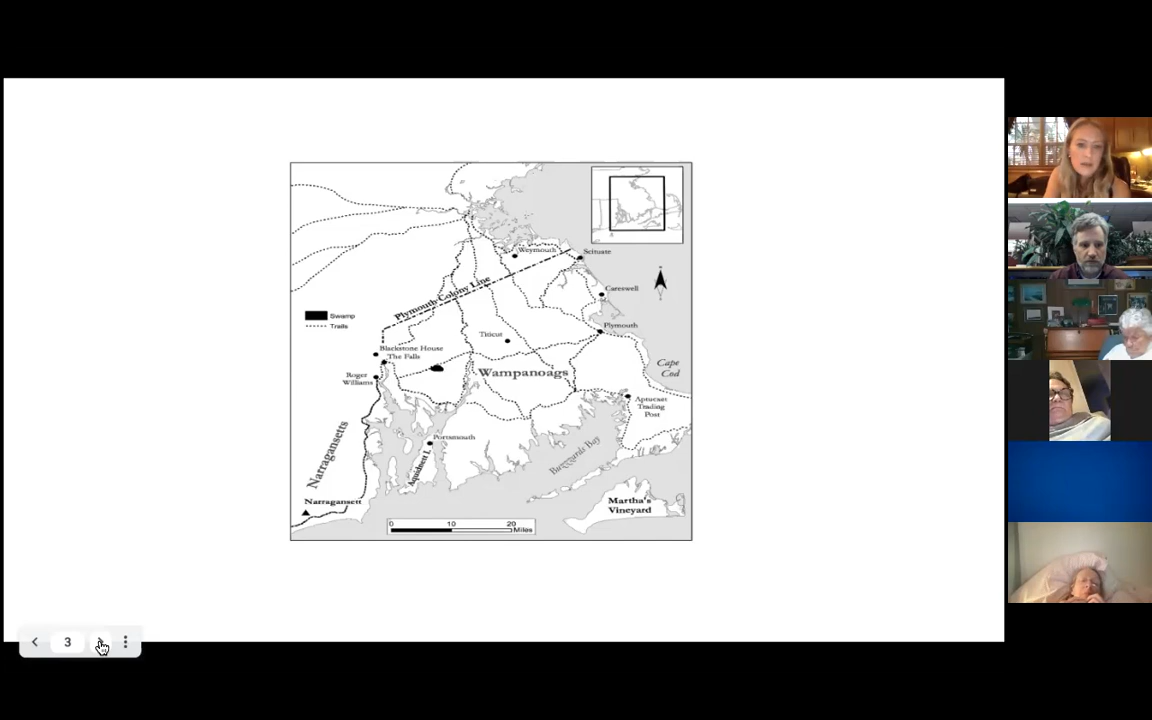 Weymouth
Scituate
Plymouth Colony Line
Careswell
Swamp
Trails
Plymouth
Titicut
Blackstone House
The Falls
Cape
Cod
Roger
Williams
Wampanoags
Aptucxet
Trading
Post
Narragansetts
Portsmouth
Buzzards Bay
Aquidnett I.
Martha's
Vineyard
Narragansett
0 10 20
Miles
3